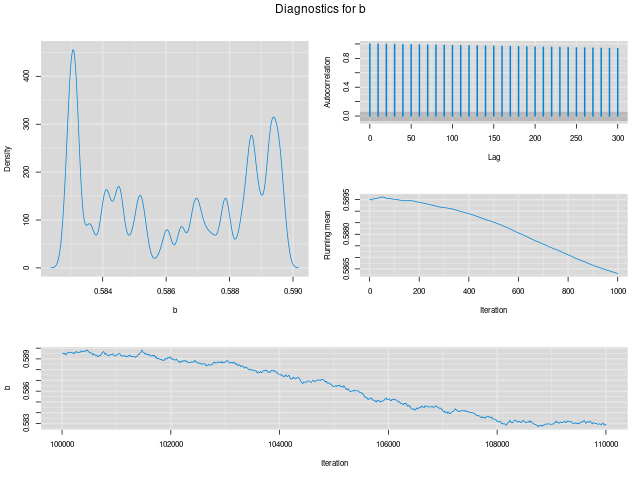 Diagnostics for b
Density
0 100 200 300 400
0.584 0.586 0.588 0.590
b
Autocorrelation
0.0 0.4 0.8
0 50 100 150 200 250 300
Lag
Running mean
0.5865 0.5880 0.5895
0 200 400 600 800 1000
Iteration
b
0.583 0.586 0.589
100000 102000 104000 106000 108000 110000
Iteration